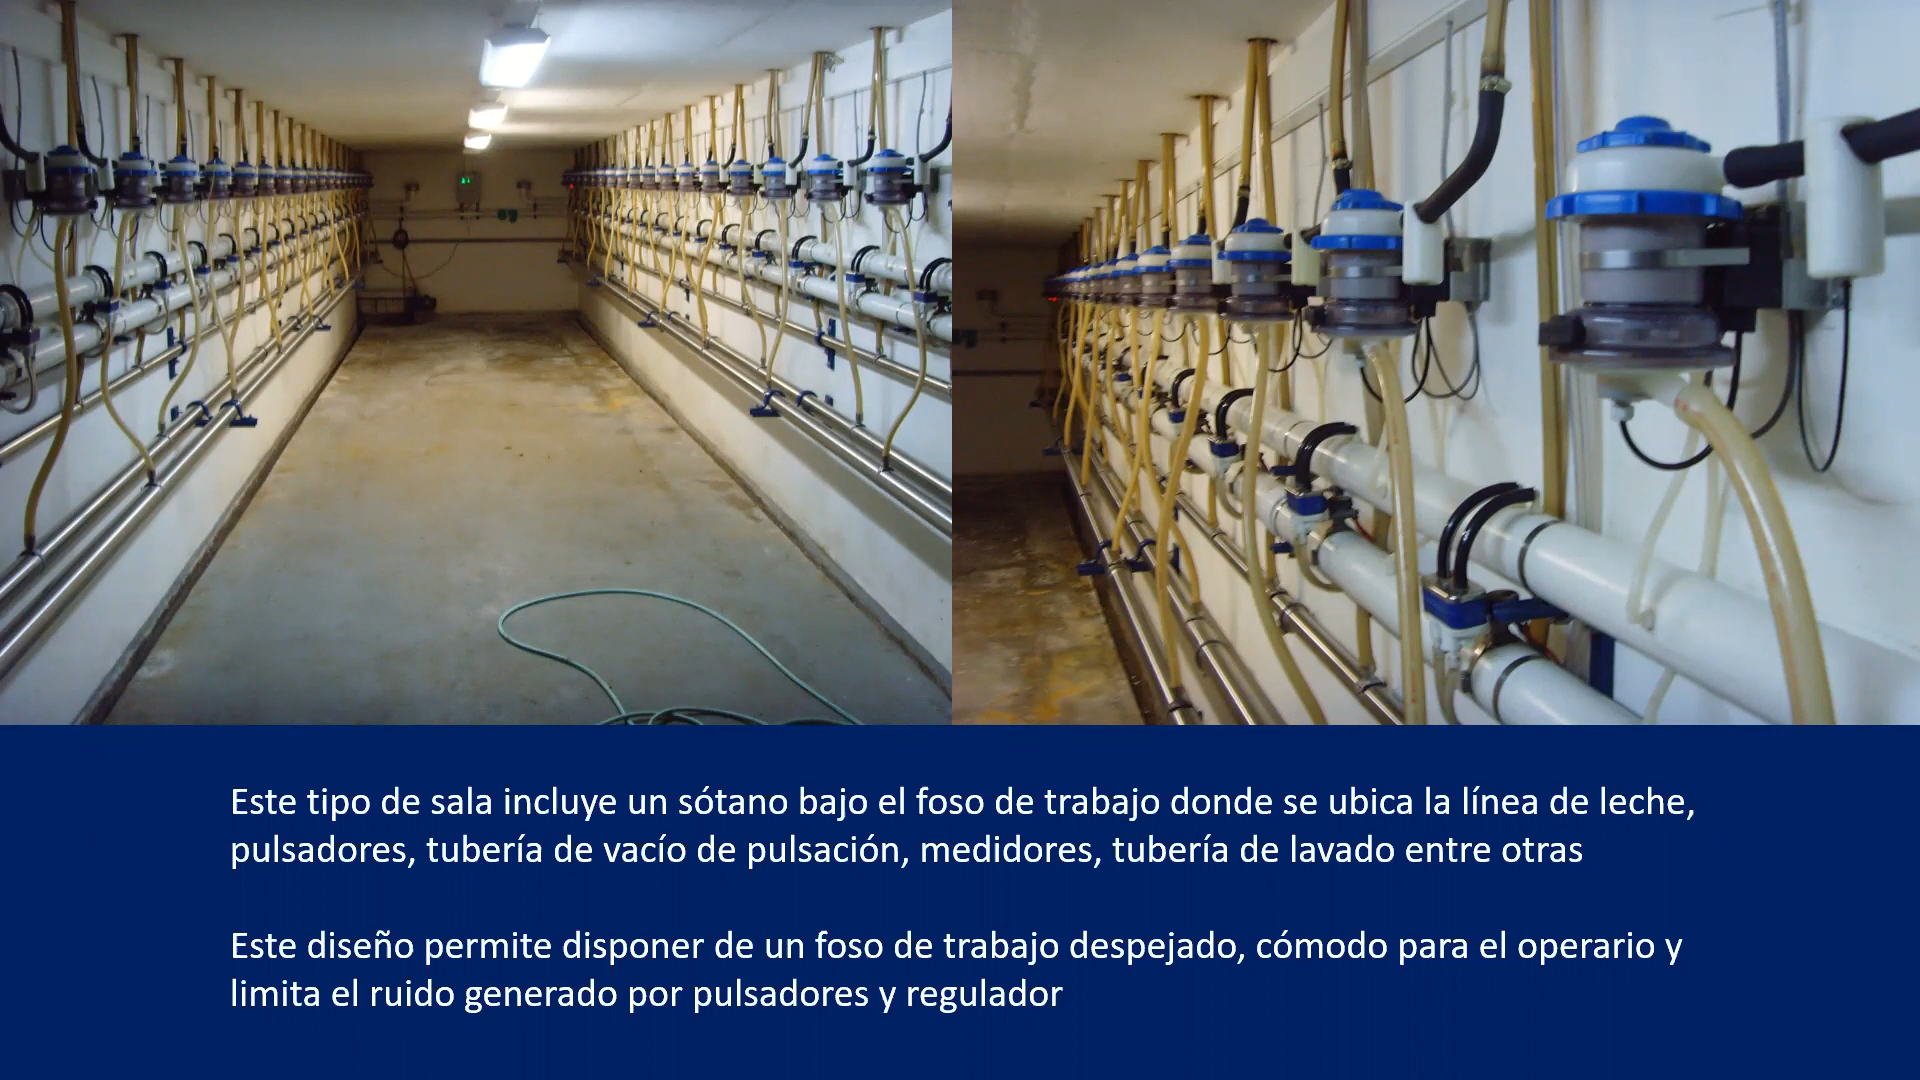 Este tipo de sala incluye un sótano bajo el foso de trabajo donde se ubica la línea de leche,
pulsadores, tubería de vacío de pulsación, medidores, tubería de lavado entre otras
Este diseño permite disponer de un foso de trabajo despejado, cómodo para el operario y
limita el ruido generado por pulsadores y regulador